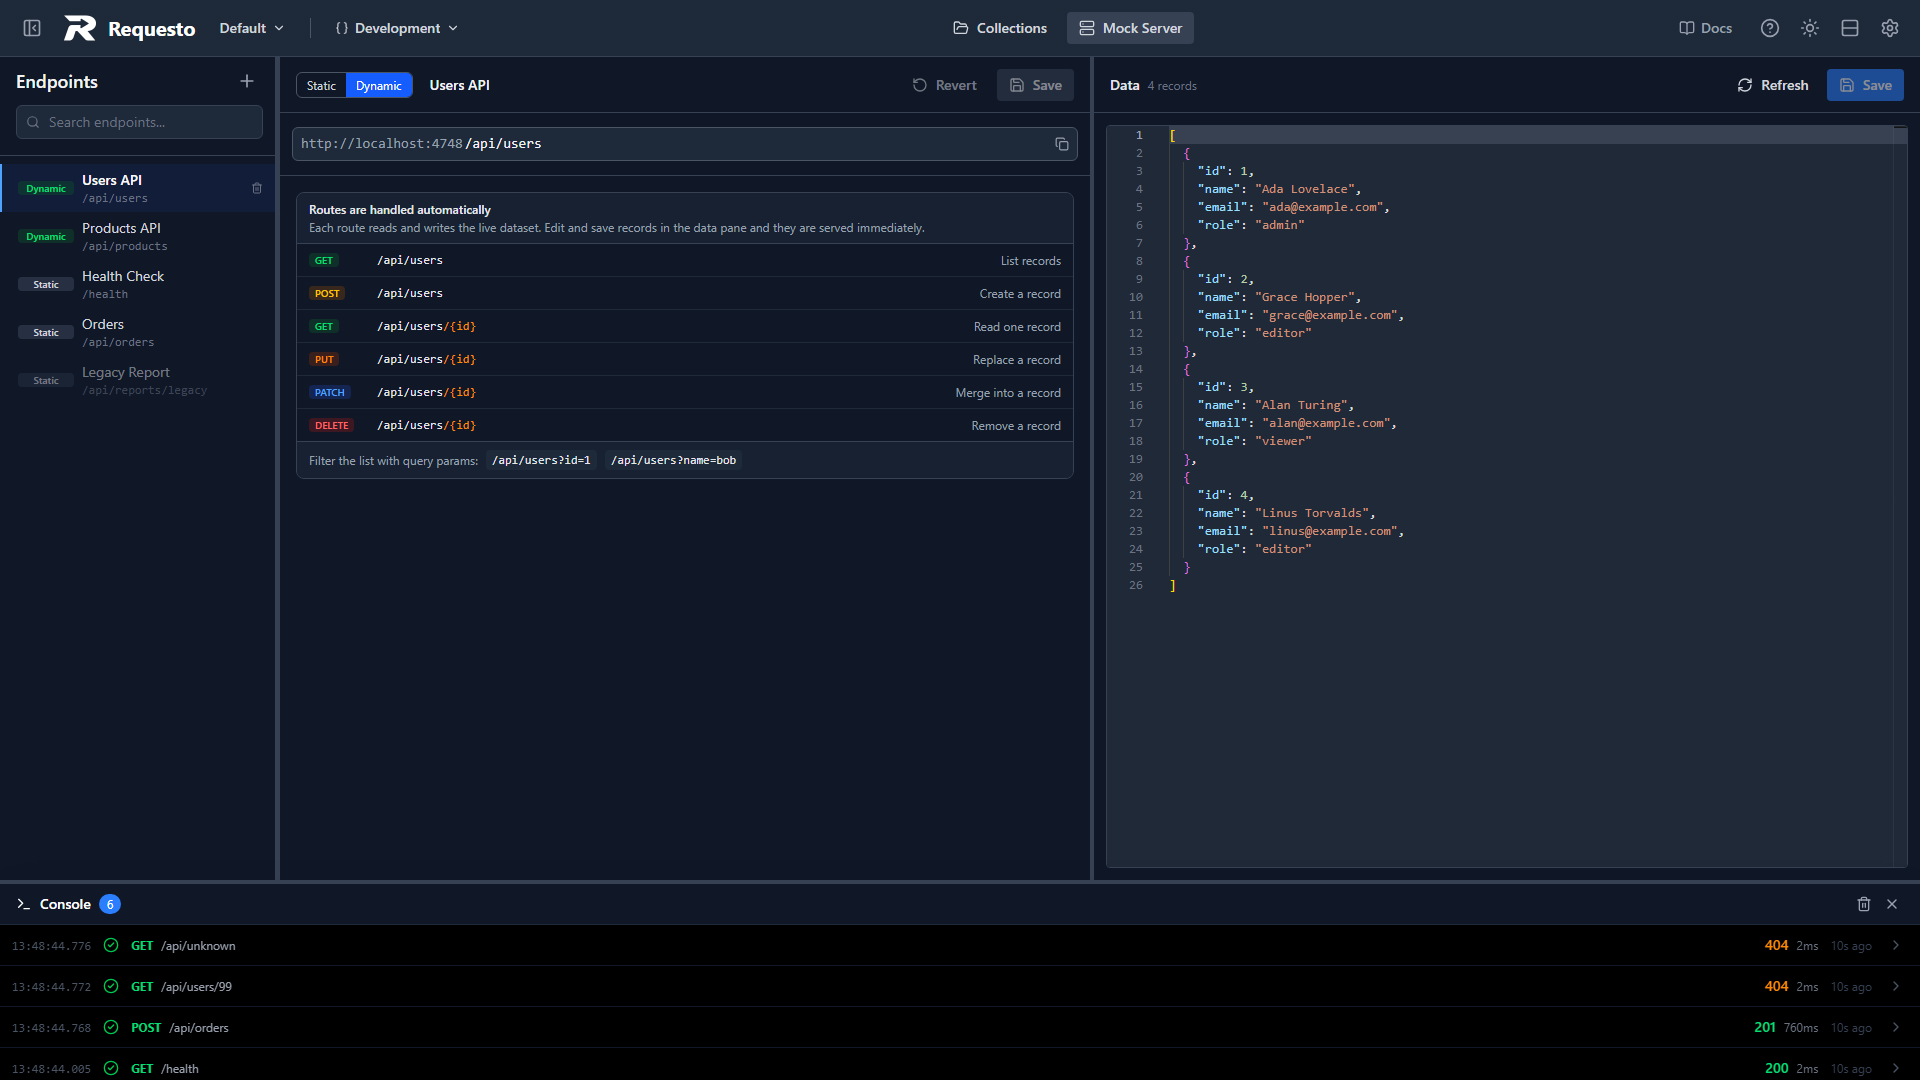 Requesto
Default
{ } Development
Collections
Mock Server
Docs
Endpoints
Search endpoints...
Dynamic
Users API
/api/users
Dynamic
Products API
/api/products
Static
Health Check
/health
Static
Orders
/api/orders
Static
Legacy Report
/api/reports/legacy
Static Dynamic Users API Revert Save
http://localhost:4748/api/users
Routes are handled automatically
Each route reads and writes the live dataset. Edit and save records in the data pane and they are served immediately.
GET /api/users List records
POST /api/users Create a record
GET /api/users/{id} Read one record
PUT /api/users/{id} Replace a record
PATCH /api/users/{id} Merge into a record
DELETE /api/users/{id} Remove a record
Filter the list with query params: /api/users?id=1 /api/users?name=bob
Data 4 records Refresh Save
1 [
2 {
3 "id": 1,
4 "name": "Ada Lovelace",
5 "email": "ada@example.com",
6 "role": "admin"
7 },
8 {
9 "id": 2,
10 "name": "Grace Hopper",
11 "email": "grace@example.com",
12 "role": "editor"
13 },
14 {
15 "id": 3,
16 "name": "Alan Turing",
17 "email": "alan@example.com",
18 "role": "viewer"
19 },
20 {
21 "id": 4,
22 "name": "Linus Torvalds",
23 "email": "linus@example.com",
24 "role": "editor"
25 }
26 ]
Console 6
13:48:44.776 GET /api/unknown 404 2ms 10s ago
13:48:44.772 GET /api/users/99 404 2ms 10s ago
13:48:44.768 POST /api/orders 201 760ms 10s ago
13:48:44.005 GET /health 200 2ms 10s ago